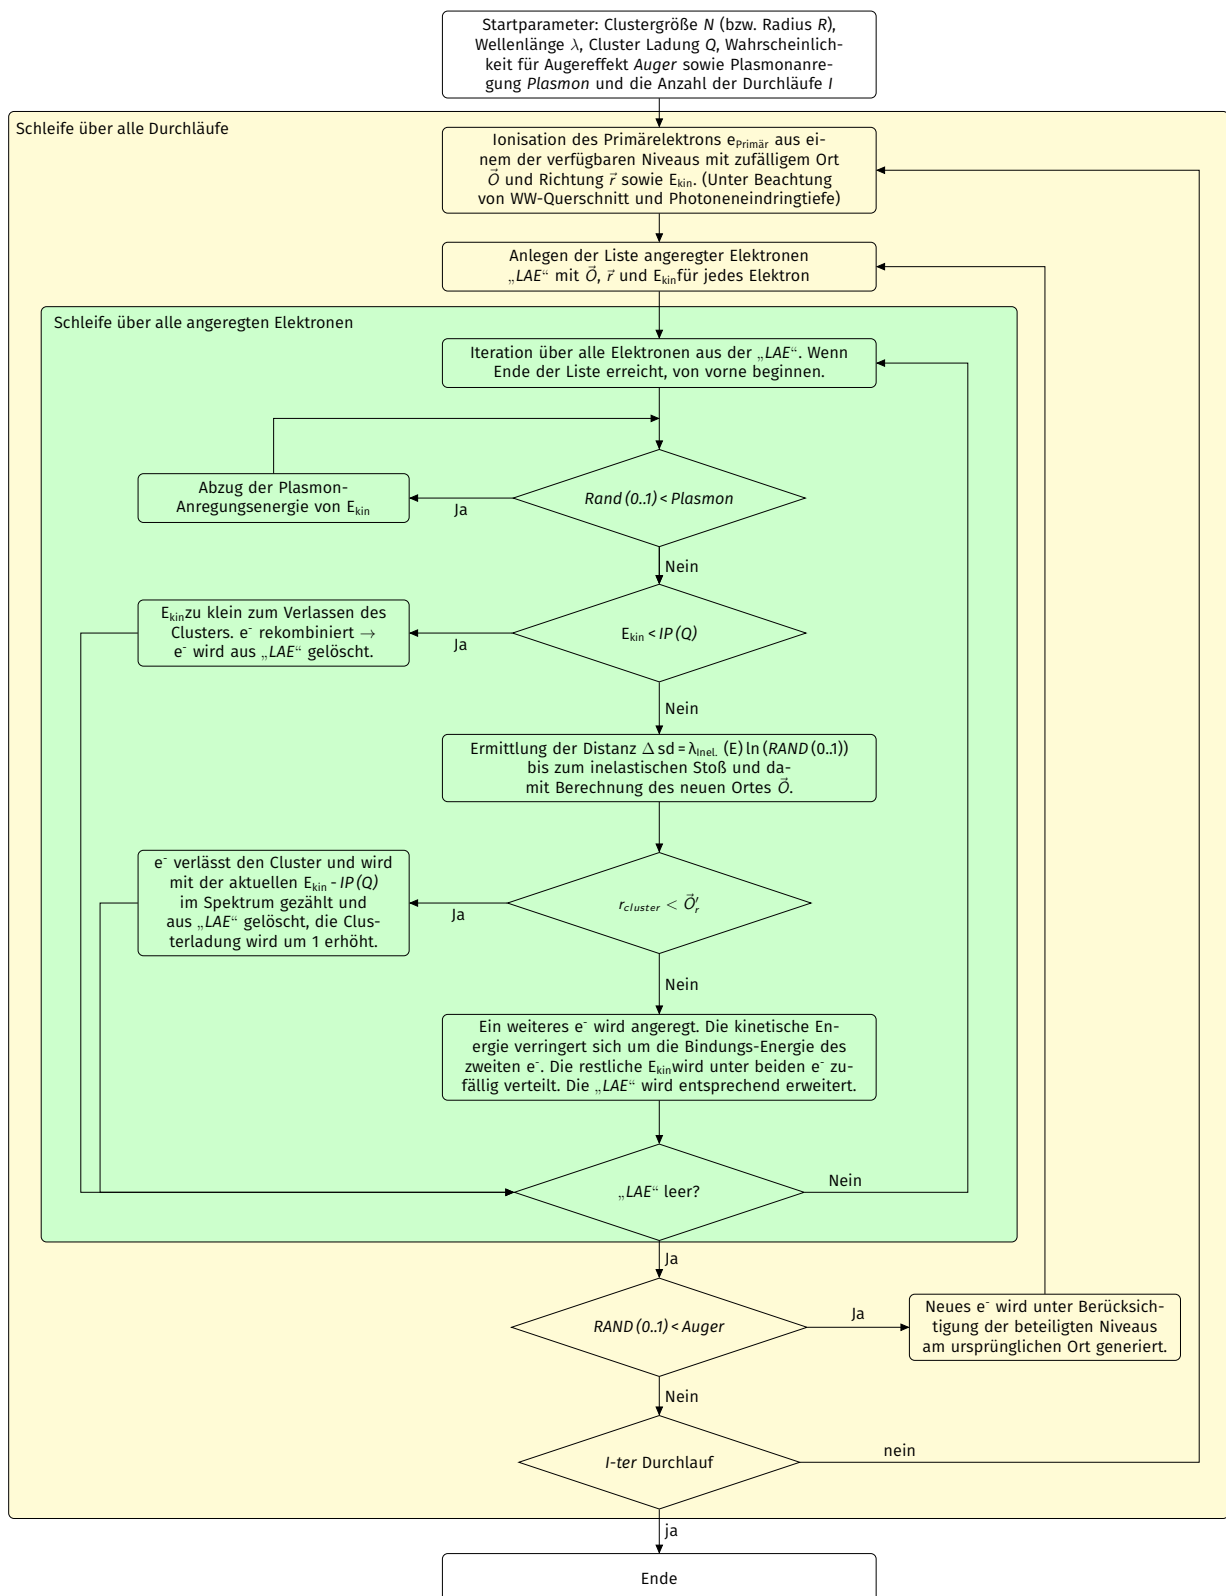 Startparameter: Clustergröße N (bzw. Radius R),
Wellenlänge λ, Cluster Ladung Q, Wahrscheinlich-
keit für Augereffekt Auger sowie Plasmonanre-
gung Plasmon und die Anzahl der Durchläufe I
Schleife über alle Durchläufe
Ionisation des Primärelektrons e_Primär aus ei-
nem der verfügbaren Niveaus mit zufälligem Ort
O⃗ und Richtung r⃗ sowie E_kin. (Unter Beachtung
von WW-Querschnitt und Photoneneindringtiefe)
Anlegen der Liste angeregter Elektronen
„LAE“ mit O⃗, r⃗ und E_kin für jedes Elektron
Schleife über alle angeregten Elektronen
Iteration über alle Elektronen aus der „LAE“. Wenn
Ende der Liste erreicht, von vorne beginnen.
Rand (0..1) < Plasmon
Ja
Abzug der Plasmon-
Anregungsenergie von E_kin
Nein
E_kin < IP (Q)
Ja
E_kin zu klein zum Verlassen des
Clusters. e⁻ rekombiniert →
e⁻ wird aus „LAE“ gelöscht.
Nein
Ermittlung der Distanz Δ sd = λ_Inel. (E) ln (RAND (0..1))
bis zum inelastischen Stoß und da-
mit Berechnung des neuen Ortes O⃗.
r_cluster < O⃗′_r
Ja
e⁻ verlässt den Cluster und wird
mit der aktuellen E_kin - IP (Q)
im Spektrum gezählt und
aus „LAE“ gelöscht, die Clus-
terladung wird um 1 erhöht.
Nein
Ein weiteres e⁻ wird angeregt. Die kinetische En-
ergie verringert sich um die Bindungs-Energie des
zweiten e⁻. Die restliche E_kin wird unter beiden e⁻ zu-
fällig verteilt. Die „LAE“ wird entsprechend erweitert.
„LAE“ leer?
Nein
Ja
RAND (0..1) < Auger
Ja
Neues e⁻ wird unter Berücksich-
tigung der beteiligten Niveaus
am ursprünglichen Ort generiert.
Nein
I-ter Durchlauf
nein
ja
Ende